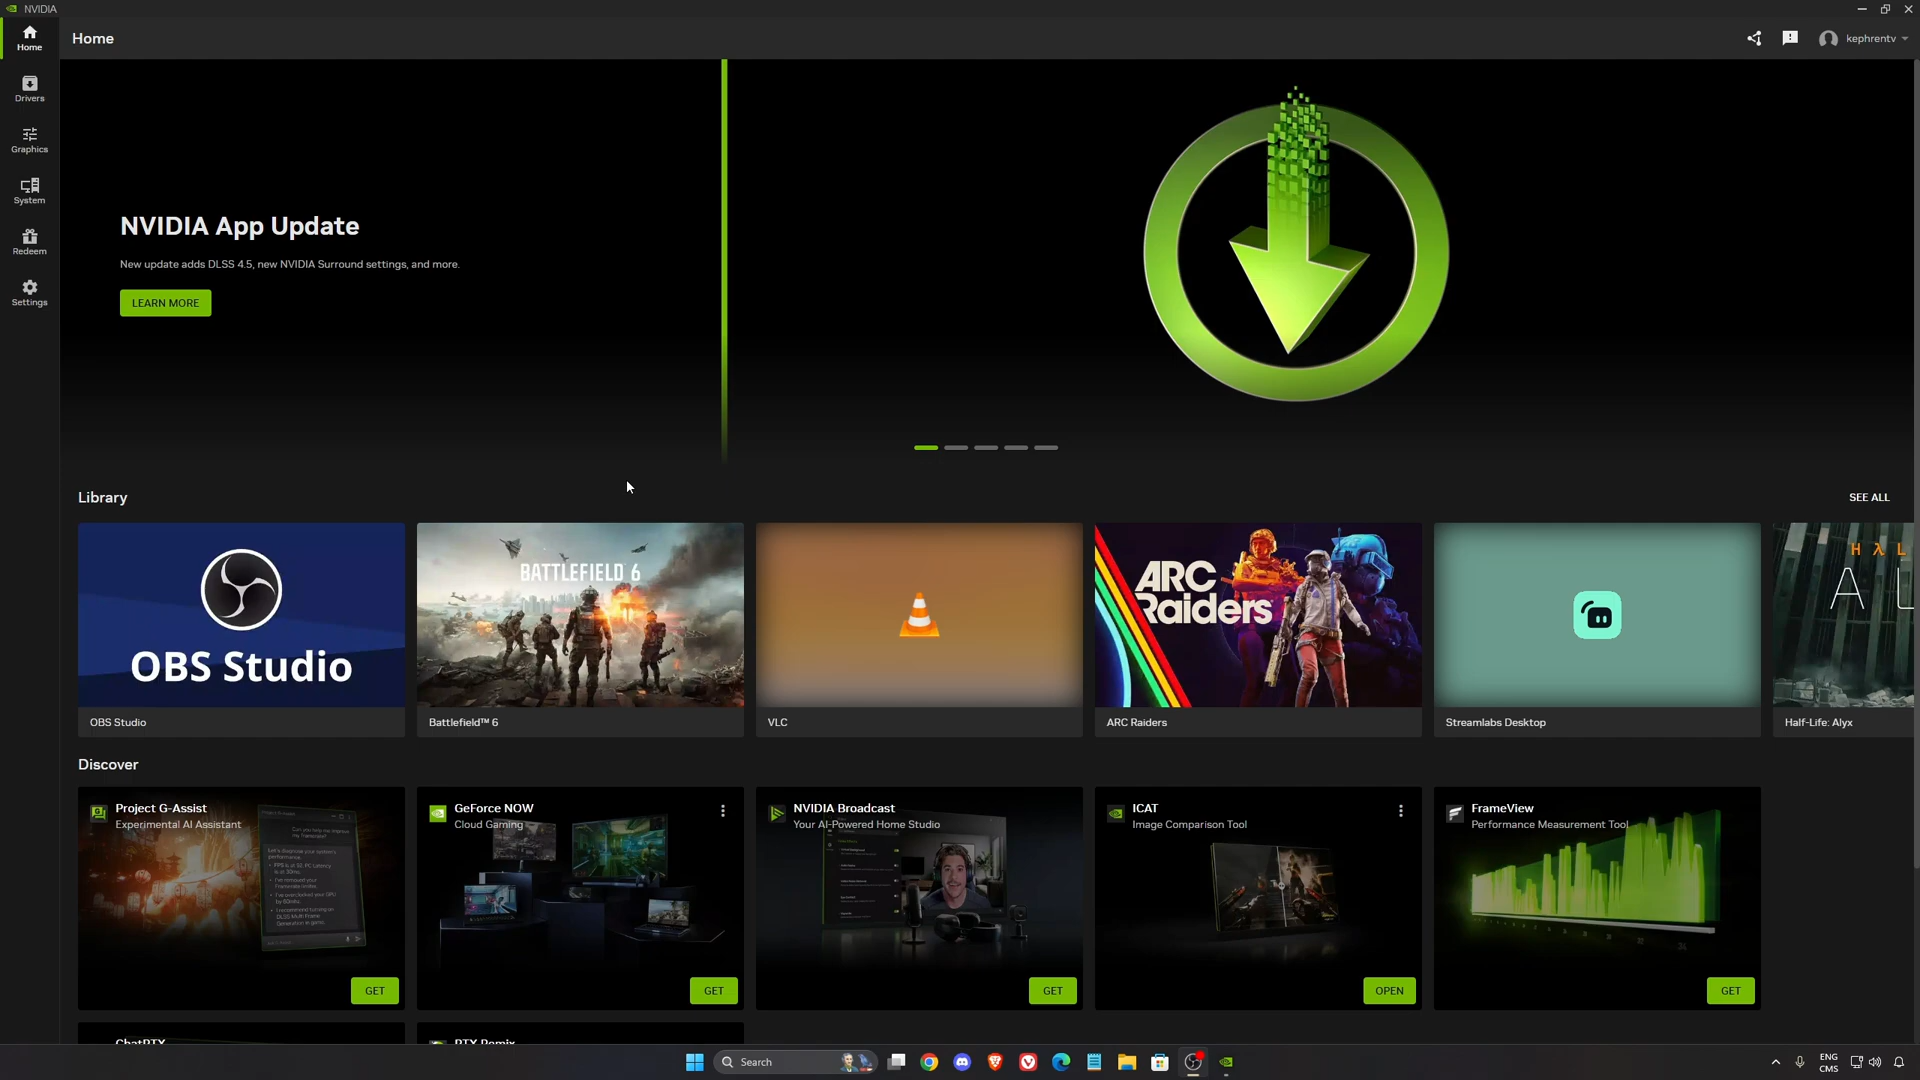 NVIDIA
Home
Home
kephrentv
Drivers
Graphics
System
Redeem
Settings
NVIDIA App Update
New update adds DLSS 4.5, new NVIDIA Surround settings, and more.
LEARN MORE
Library
SEE ALL
OBS Studio
BATTLEFIELD 6
ARC
Raiders
OBS Studio
Battlefield™ 6
VLC
ARC Raiders
Streamlabs Desktop
Half-Life: Alyx
Discover
Project G-Assist
Experimental AI Assistant
GeForce NOW
Cloud Gaming
NVIDIA Broadcast
Your AI-Powered Home Studio
ICAT
Image Comparison Tool
FrameView
Performance Measurement Tool
GET
GET
GET
OPEN
GET
ChatRTX
RTX Remix
Search
ENG
CMS